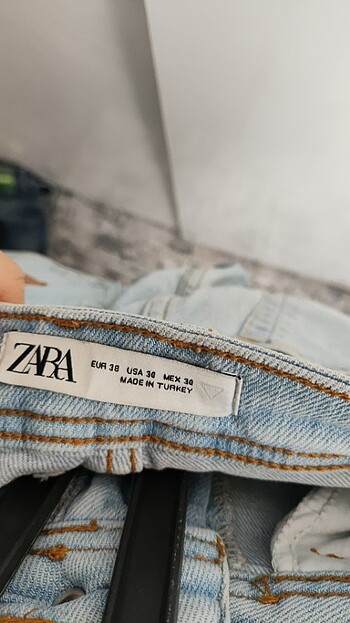 ZARA
EUR 38 USA 30 MEX 30
MADE IN TURKEY